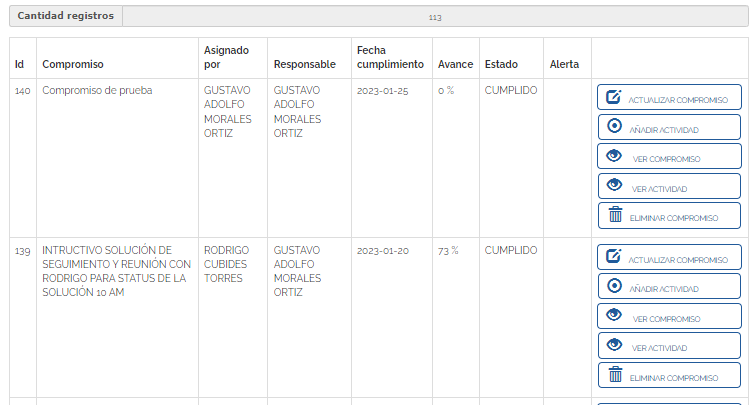 Cantidad registros 113
Id Compromiso Asignado por Responsable Fecha cumplimiento Avance Estado Alerta
140 Compromiso de prueba GUSTAVO ADOLFO MORALES ORTIZ GUSTAVO ADOLFO MORALES ORTIZ 2023-01-25 0 % CUMPLIDO
ACTUALIZAR COMPROMISO
AÑADIR ACTIVIDAD
VER COMPROMISO
VER ACTIVIDAD
ELIMINAR COMPROMISO
139 INTRUCTIVO SOLUCIÓN DE SEGUIMIENTO Y REUNIÓN CON RODRIGO PARA STATUS DE LA SOLUCIÓN 10 AM RODRIGO CUBIDES TORRES GUSTAVO ADOLFO MORALES ORTIZ 2023-01-20 73 % CUMPLIDO
ACTUALIZAR COMPROMISO
AÑADIR ACTIVIDAD
VER COMPROMISO
VER ACTIVIDAD
ELIMINAR COMPROMISO